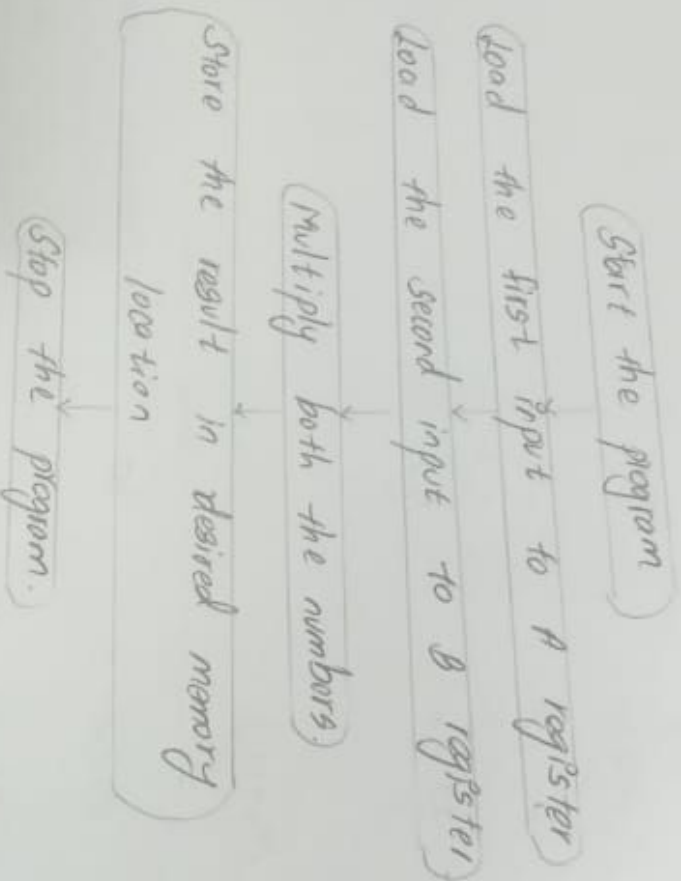 Start the program
Load the first input to A register
Load the second input to B register
Multiply both the numbers.
Store the result in desired memory
location
Stop the program.